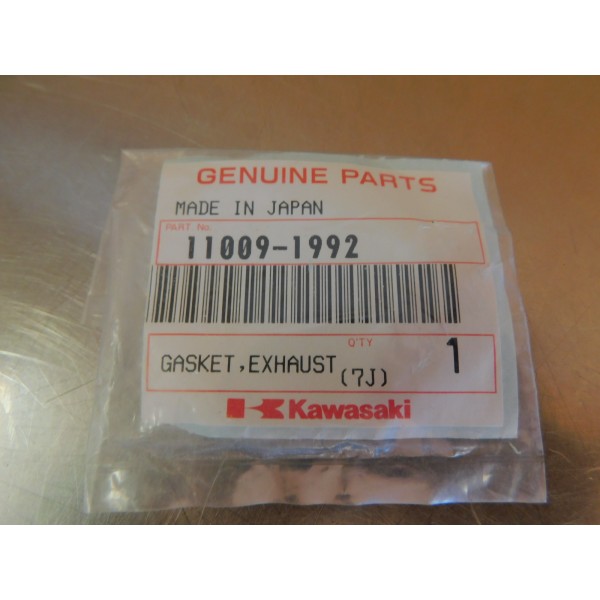 GENUINE PARTS
MADE IN JAPAN
PART No.
11009-1992
Q'TY
GASKET,EXHAUST (7J) 1
Kawasaki